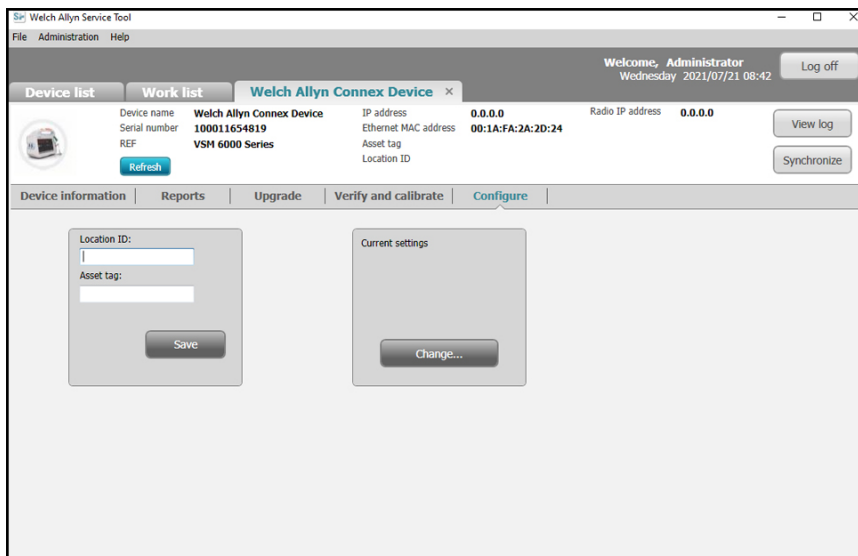 Welch Allyn Service Tool
File Administration Help
Welcome, Administrator
Wednesday 2021/07/21 08:42
Log off
Device list Work list Welch Allyn Connex Device ×
Device name Welch Allyn Connex Device IP address 0.0.0.0 Radio IP address 0.0.0.0
Serial number 100011654819 Ethernet MAC address 00:1A:FA:2A:2D:24
REF VSM 6000 Series Asset tag
Location ID
Refresh
View log
Synchronize
Device information Reports Upgrade Verify and calibrate Configure
Location ID:
Asset tag:
Save
Current settings
Change...